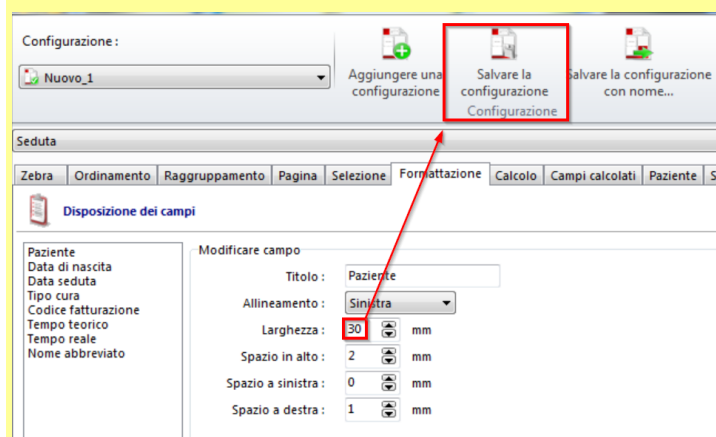 Configurazione :
Nuovo_1
Aggiungere una configurazione
Salvare la configurazione
Salvare la configurazione con nome...
Configurazione
Seduta
Zebra Ordinamento Raggruppamento Pagina Selezione Formattazione Calcolo Campi calcolati Paziente S
Disposizione dei campi
Paziente
Data di nascita
Data seduta
Tipo cura
Codice fatturazione
Tempo teorico
Tempo reale
Nome abbreviato
Modificare campo
Titolo : Paziente
Allineamento : Sinistra
Larghezza : 30 mm
Spazio in alto : 2 mm
Spazio a sinistra : 0 mm
Spazio a destra : 1 mm